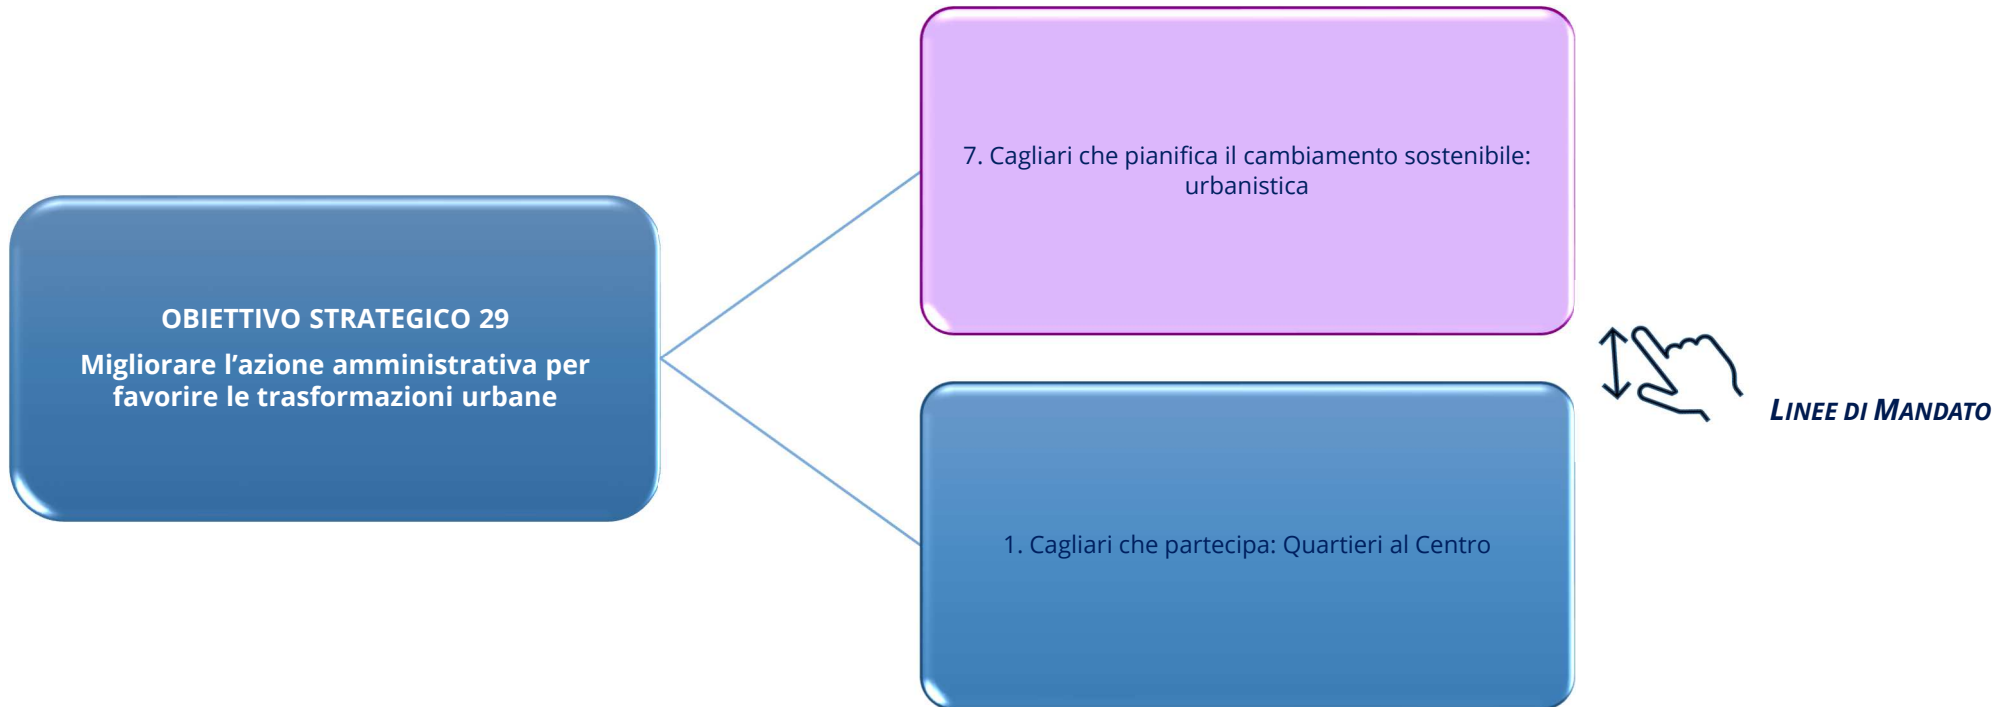 OBIETTIVO STRATEGICO 29
Migliorare l’azione amministrativa per
favorire le trasformazioni urbane
7. Cagliari che pianifica il cambiamento sostenibile:
urbanistica
1. Cagliari che partecipa: Quartieri al Centro
LINEE DI MANDATO